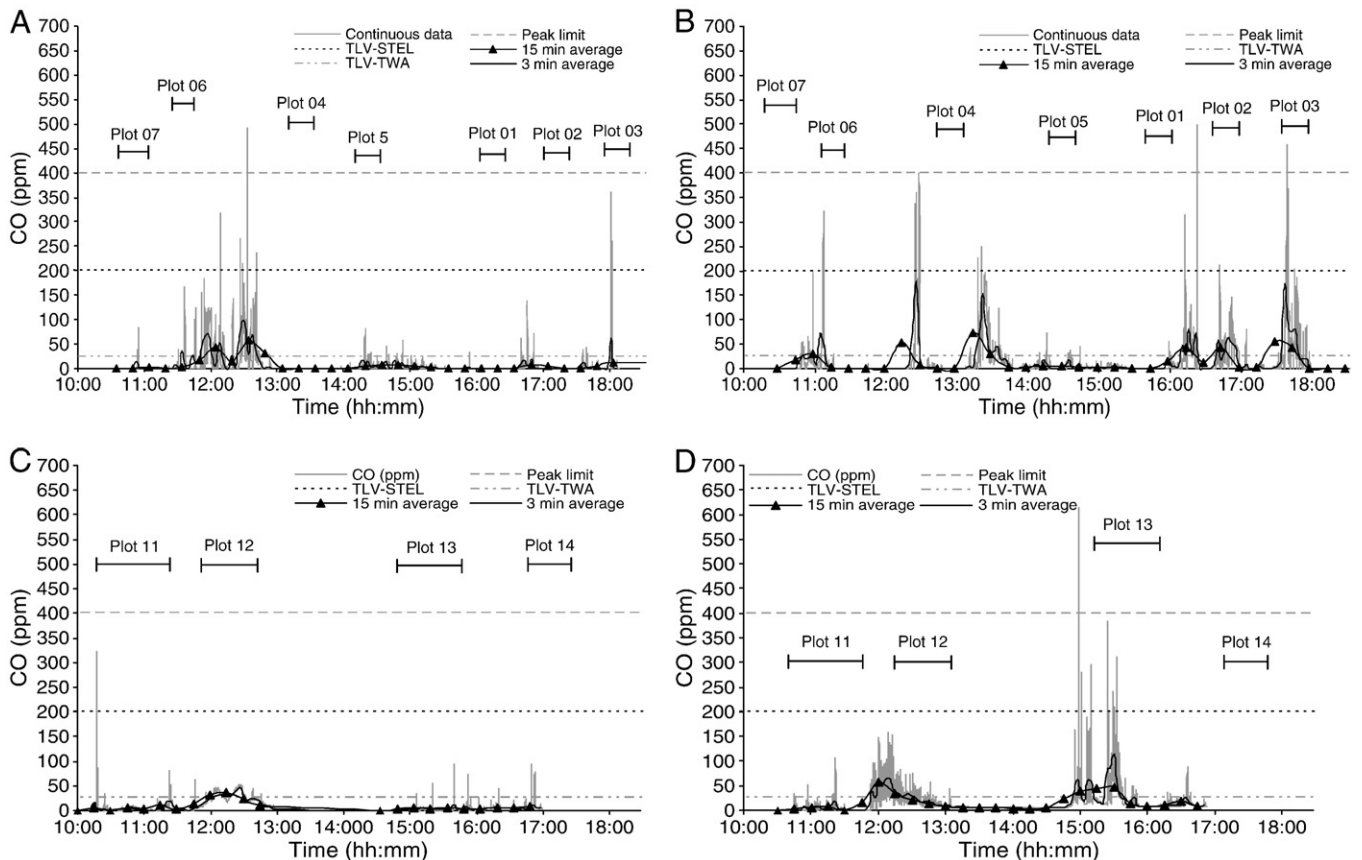 A
Continuous data
Peak limit
TLV-STEL
15 min average
TLV-TWA
3 min average
700
650
600
550
500
450
400
350
300
250
200
150
100
50
0
CO (ppm)
Plot 06
Plot 07
Plot 04
Plot 5
Plot 01
Plot 02
Plot 03
10:00 11:00 12:00 13:00 14:00 15:00 16:00 17:00 18:00
Time (hh:mm)
B
Continuous data
Peak limit
TLV-STEL
TLV-TWA
15 min average
3 min average
700
650
600
550
500
450
400
350
300
250
200
150
100
50
0
CO (ppm)
Plot 07
Plot 06
Plot 04
Plot 05
Plot 01
Plot 02
Plot 03
10:00 11:00 12:00 13:00 14:00 15:00 16:00 17:00 18:00
Time (hh:mm)
C
CO (ppm)
Peak limit
TLV-STEL
TLV-TWA
15 min average
3 min average
700
650
600
550
500
450
400
350
300
250
200
150
100
50
0
CO (ppm)
Plot 11
Plot 12
Plot 13
Plot 14
10:00 11:00 12:00 13:00 14:000 15:00 16:00 17:00 18:00
Time (hh:mm)
D
CO (ppm)
Peak limit
TLV-STEL
TLV-TWA
15 min average
3 min average
700
650
600
550
500
450
400
350
300
250
200
150
100
50
0
CO (ppm)
Plot 11
Plot 12
Plot 13
Plot 14
10:00 11:00 12:00 13:00 14:00 15:00 16:00 17:00 18:00
Time (hh:mm)